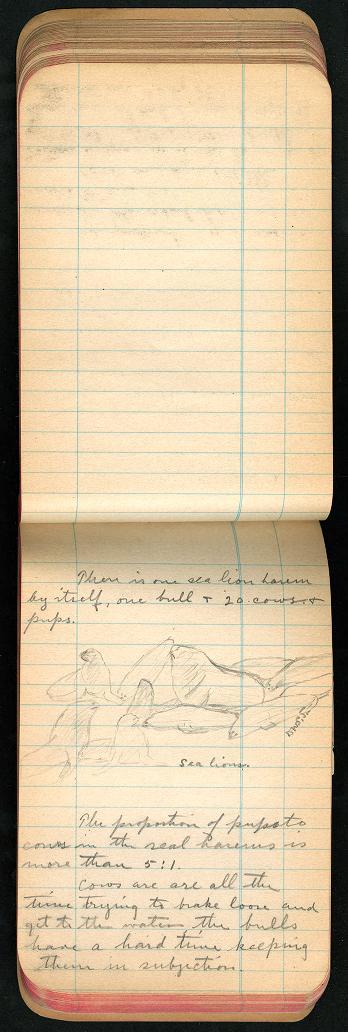 There is one sea lion harem
by itself, one bull + 20 cows +
pups.
Sea lions.
The proportion of pups to
cows in the seal harems is
more than 5:1.
Cows are are all the
time trying to brake loose and
get to the water the bulls
have a hard time keeping
them in subjection.